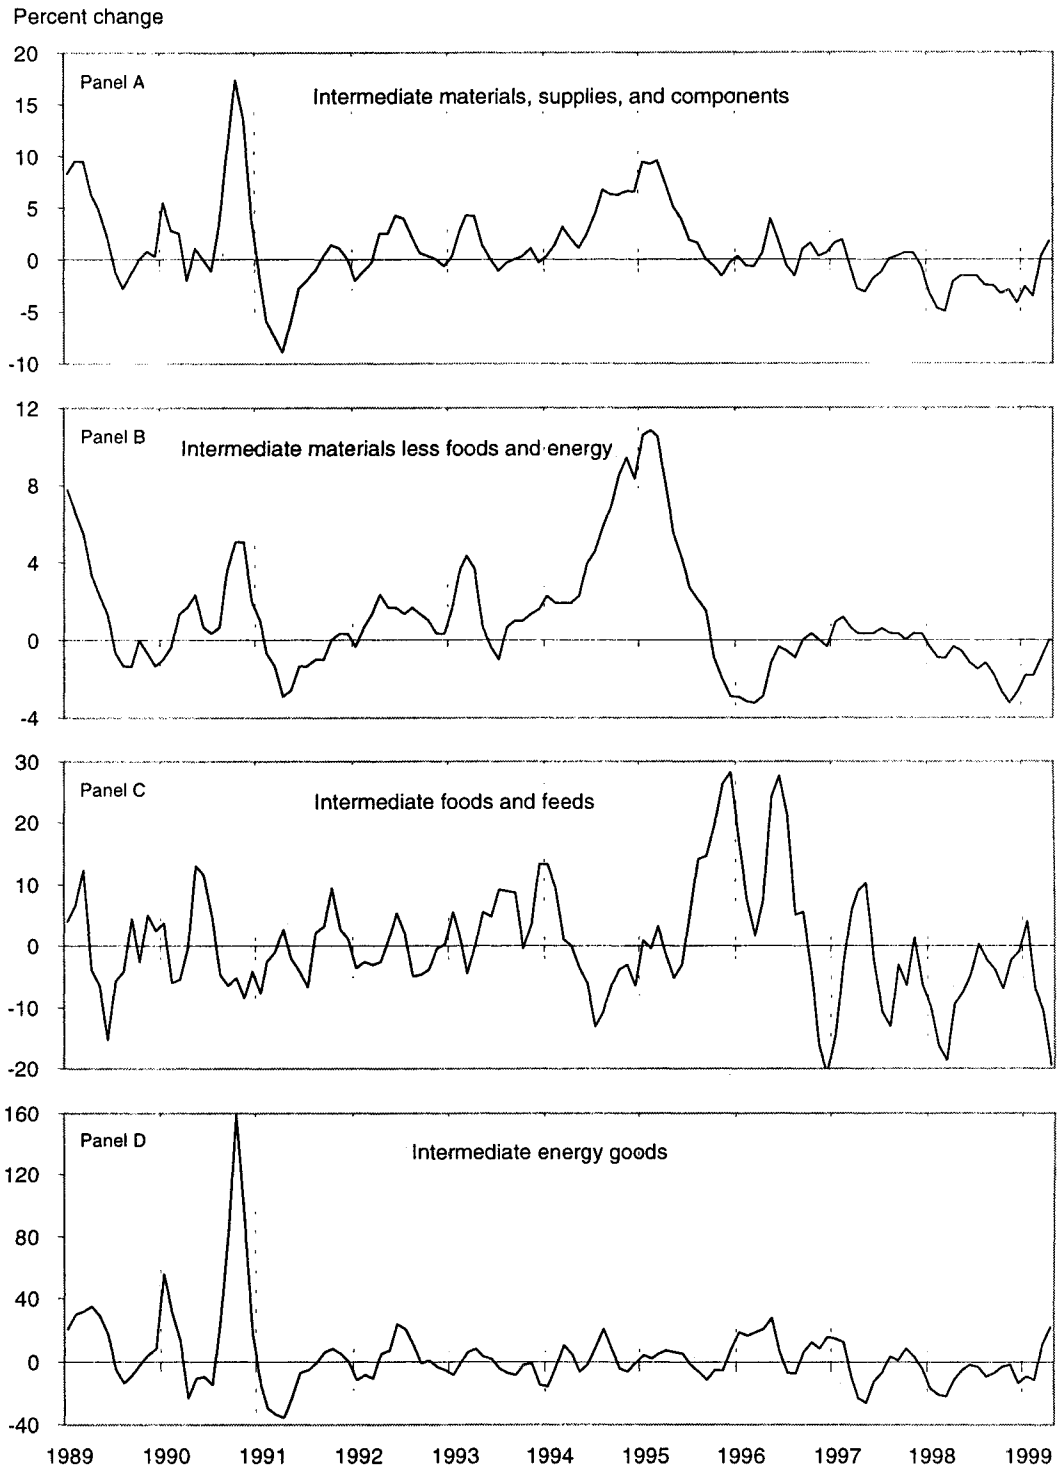 Percent change
20
Panel A
Intermediate materials, supplies, and components
15
10
5
0
-5
-10
12
Panel B
Intermediate materials less foods and energy
8
4
0
-4
30
Panel C
Intermediate foods and feeds
20
10
0
-10
-20
160
Panel D
Intermediate energy goods
120
80
40
0
-40
1989 1990 1991 1992 1993 1994 1995 1996 1997 1998 1999